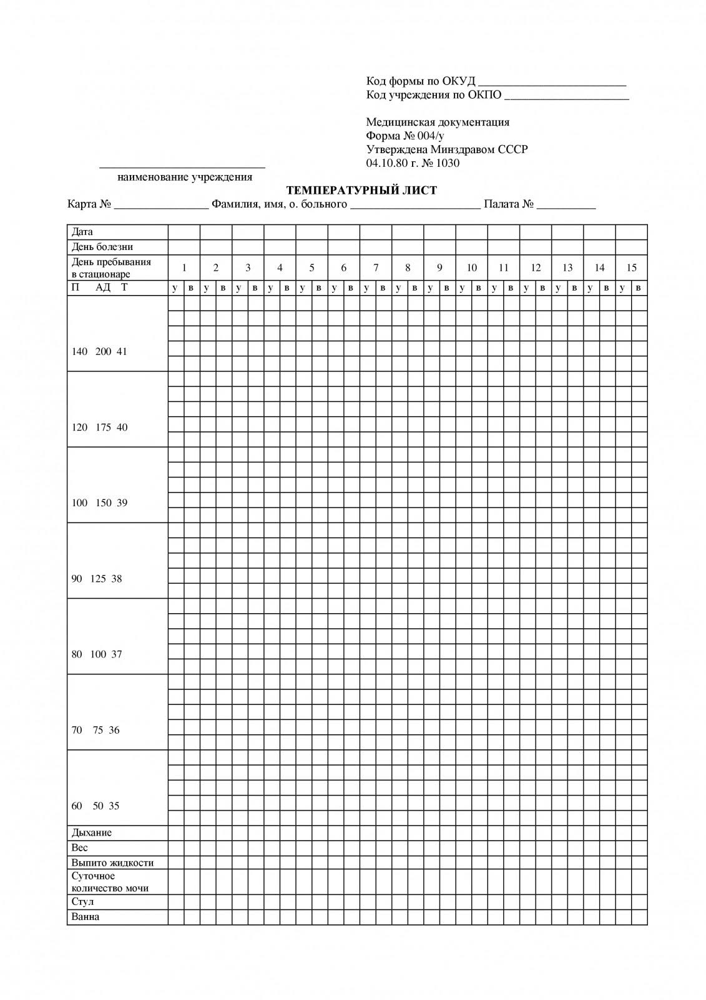 Код формы по ОКУД _________________________
Код учреждения по ОКПО _____________________
Медицинская документация
Форма № 004/у
Утверждена Минздравом СССР
04.10.80 г. № 1030
____________________________
наименование учреждения
ТЕМПЕРАТУРНЫЙ ЛИСТ
Карта № ________________ Фамилия, имя, о. больного ______________________ Палата № __________
Дата
День болезни
День пребывания
в стационаре 1 2 3 4 5 6 7 8 9 10 11 12 13 14 15
П АД Т у в у в у в у в у в у в у в у в у в у в у в у в у в у в у в
140 200 41
120 175 40
100 150 39
90 125 38
80 100 37
70 75 36
60 50 35
Дыхание
Вес
Выпито жидкости
Суточное
количество мочи
Стул
Ванна